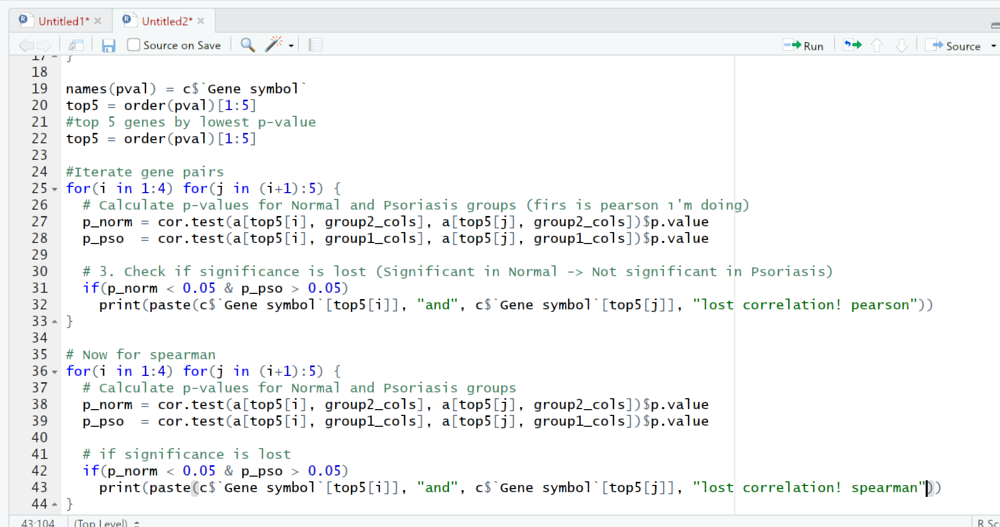 Untitled1*
Untitled2*
Source on Save
Run
Source
17 }
18
19 names(pval) = c$`Gene symbol`
20 top5 = order(pval)[1:5]
21 #top 5 genes by lowest p-value
22 top5 = order(pval)[1:5]
23
24 #Iterate gene pairs
25 for(i in 1:4) for(j in (i+1):5) {
26   # Calculate p-values for Normal and Psoriasis groups (firs is pearson ı'm doing)
27   p_norm = cor.test(a[top5[i], group2_cols], a[top5[j], group2_cols])$p.value
28   p_pso  = cor.test(a[top5[i], group1_cols], a[top5[j], group1_cols])$p.value
29
30   # 3. Check if significance is lost (Significant in Normal -> Not significant in Psoriasis)
31   if(p_norm < 0.05 & p_pso > 0.05)
32     print(paste(c$`Gene symbol`[top5[i]], "and", c$`Gene symbol`[top5[j]], "lost correlation! pearson"))
33 }
34
35 # Now for spearman
36 for(i in 1:4) for(j in (i+1):5) {
37   # Calculate p-values for Normal and Psoriasis groups
38   p_norm = cor.test(a[top5[i], group2_cols], a[top5[j], group2_cols])$p.value
39   p_pso  = cor.test(a[top5[i], group1_cols], a[top5[j], group1_cols])$p.value
40
41   # if significance is lost
42   if(p_norm < 0.05 & p_pso > 0.05)
43     print(paste(c$`Gene symbol`[top5[i]], "and", c$`Gene symbol`[top5[j]], "lost correlation! spearman"))
44 }
43:104 (Top Level) R Sc